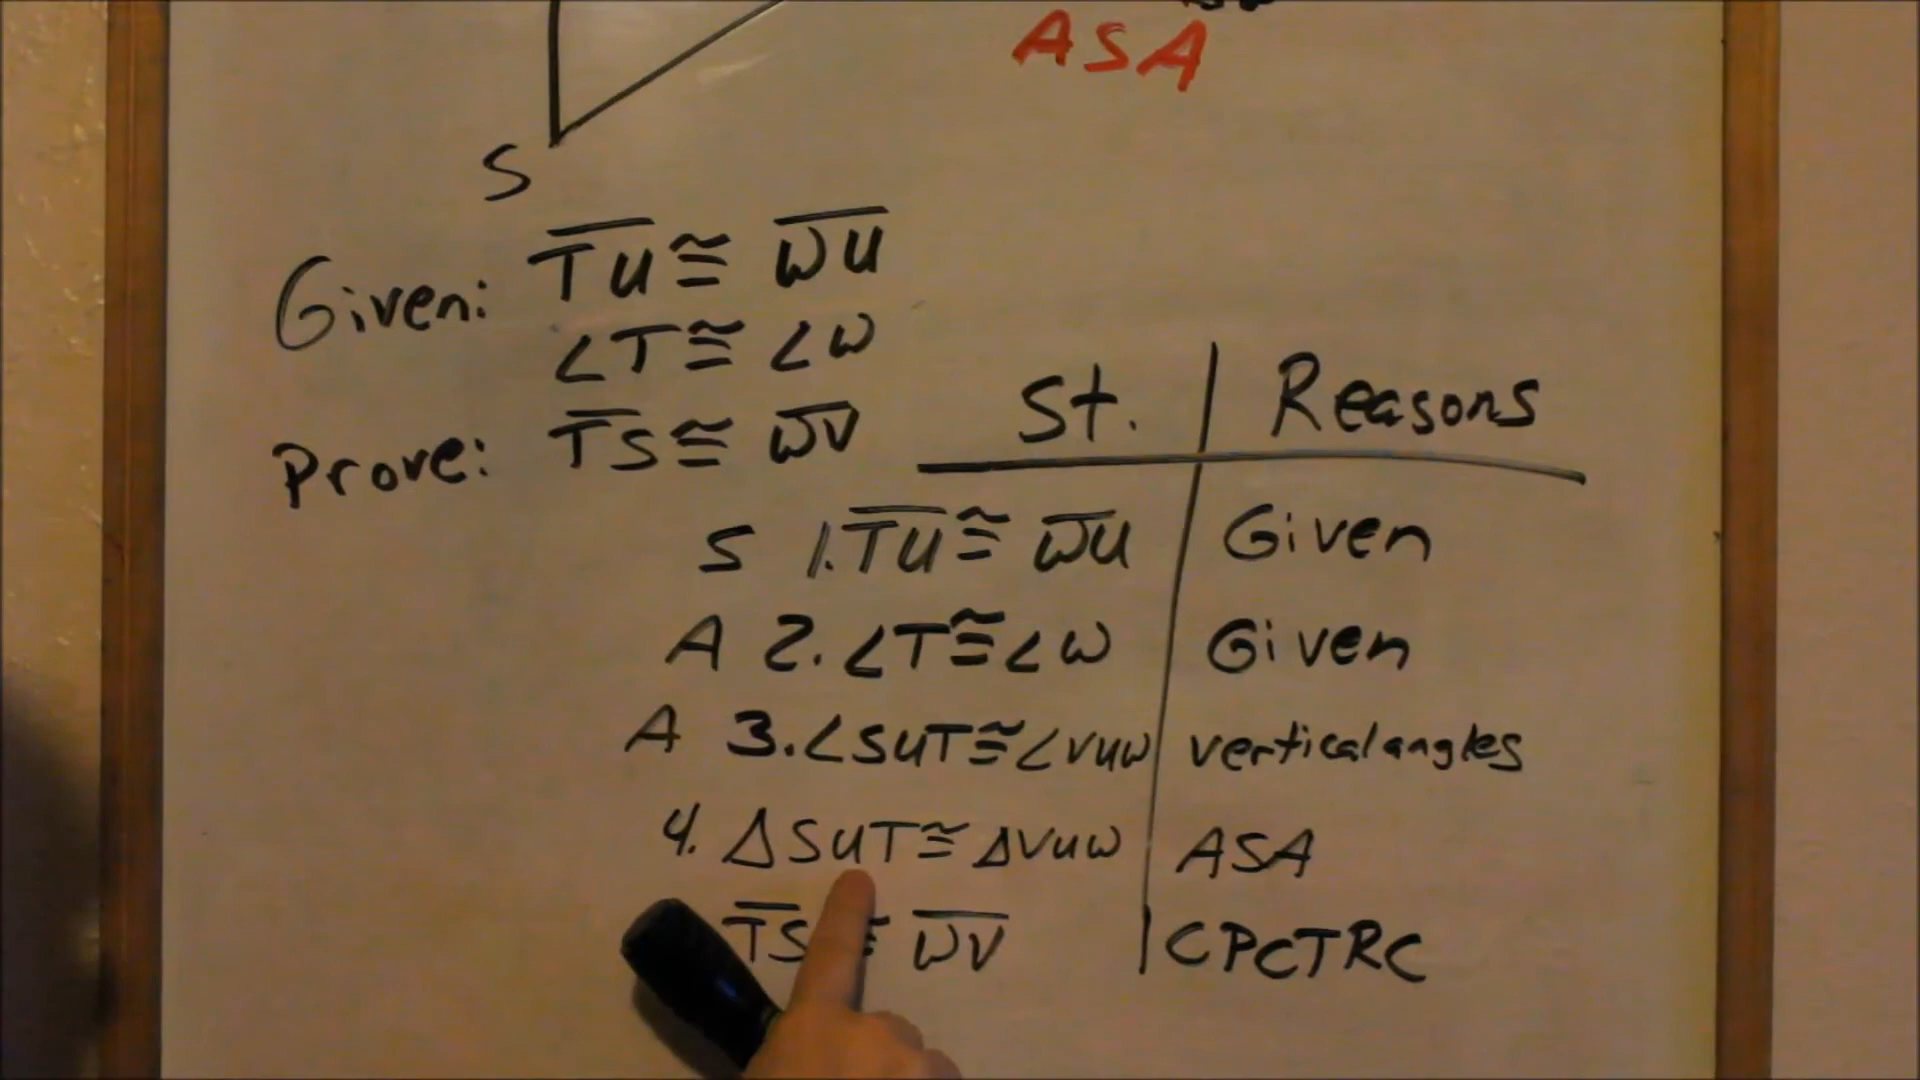 ASA
S
Given: TU ≅ WU
∠T ≅ ∠W
Prove: TS ≅ WV
St. | Reasons
S 1. TU ≅ WU | Given
A 2. ∠T ≅ ∠W | Given
A 3. ∠SUT ≅ ∠VUW | vertical angles
4. ΔSUT ≅ ΔVUW | ASA
TS ≅ WV | CPCTRC